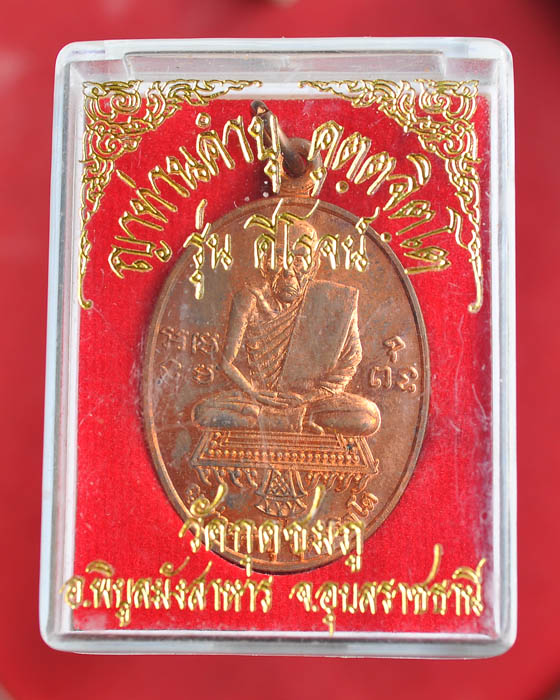 ญาท่านคำบุ คุตฺตจิตฺโต
รุ่น ศิโรจน์
วัดกุดชมภู
อ.พิบูลมังสาหาร จ.อุบลราชธานี